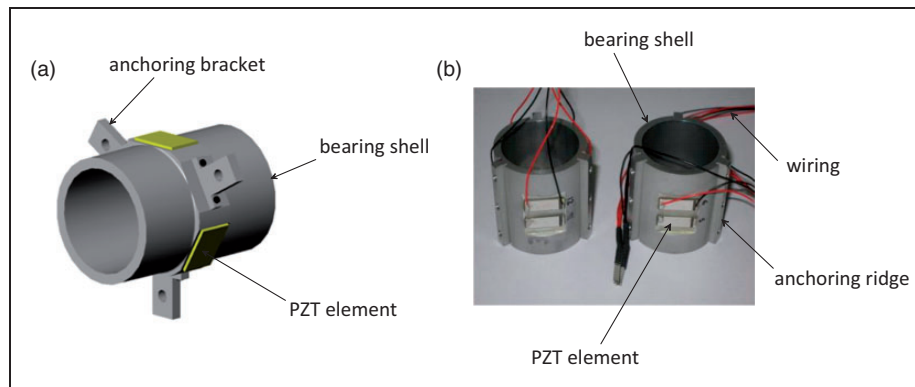 (a)
anchoring bracket
bearing shell
PZT element
(b)
bearing shell
wiring
anchoring ridge
PZT element